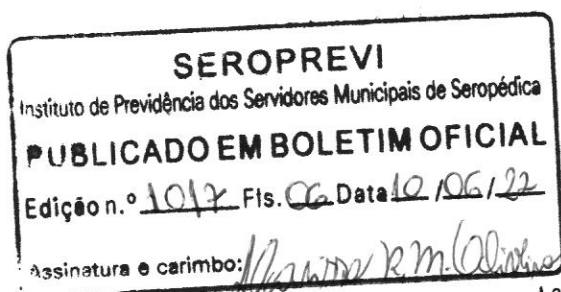 SEROPREVI
Instituto de Previdência dos Servidores Municipais de Seropédica
PUBLICADO EM BOLETIM OFICIAL
Edição n.º 1017 Fls. 06 Data 10/06/22
Assinatura e carimbo: R. M. Oliveira